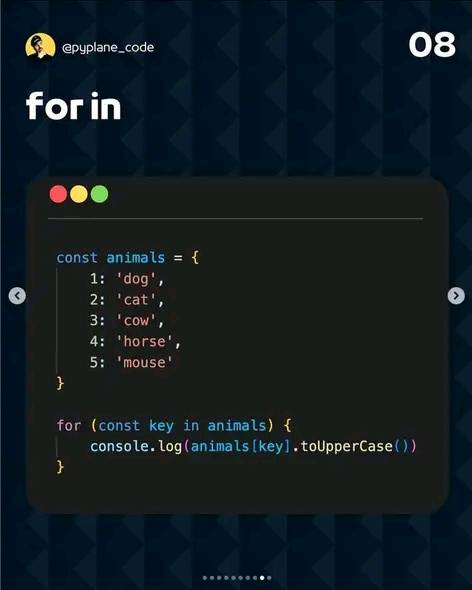 @pyplane_code
08
for in
const animals = {
    1: 'dog',
    2: 'cat',
    3: 'cow',
    4: 'horse',
    5: 'mouse'
}
for (const key in animals) {
    console.log(animals[key].toUpperCase())
}